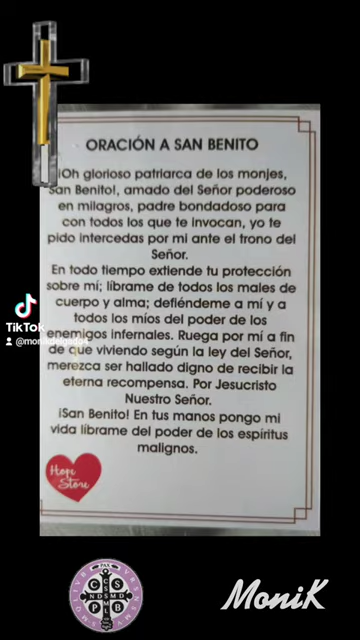 ORACIÓN A SAN BENITO
¡Oh glorioso patriarca de los monjes,
San Benito!, amado del Señor poderoso
en milagros, padre bondadoso para
con todos los que te invocan, yo te
pido intercedas por mi ante el trono del
Señor.
En todo tiempo extiende tu protección
sobre mí; líbrame de todos los males de
cuerpo y alma; defiéndeme a mí y a
todos los míos del poder de los
enemigos infernales. Ruega por mí a fin
de que viviendo según la ley del Señor,
merezca ser hallado digno de recibir la
eterna recompensa. Por Jesucristo
Nuestro Señor.
¡San Benito! En tus manos pongo mi
vida líbrame del poder de los espíritus
malignos.
TikTok
@monikdelgado4
Hope
Store
PAX
C S
S M
N D S M D
L
P B
MoniK